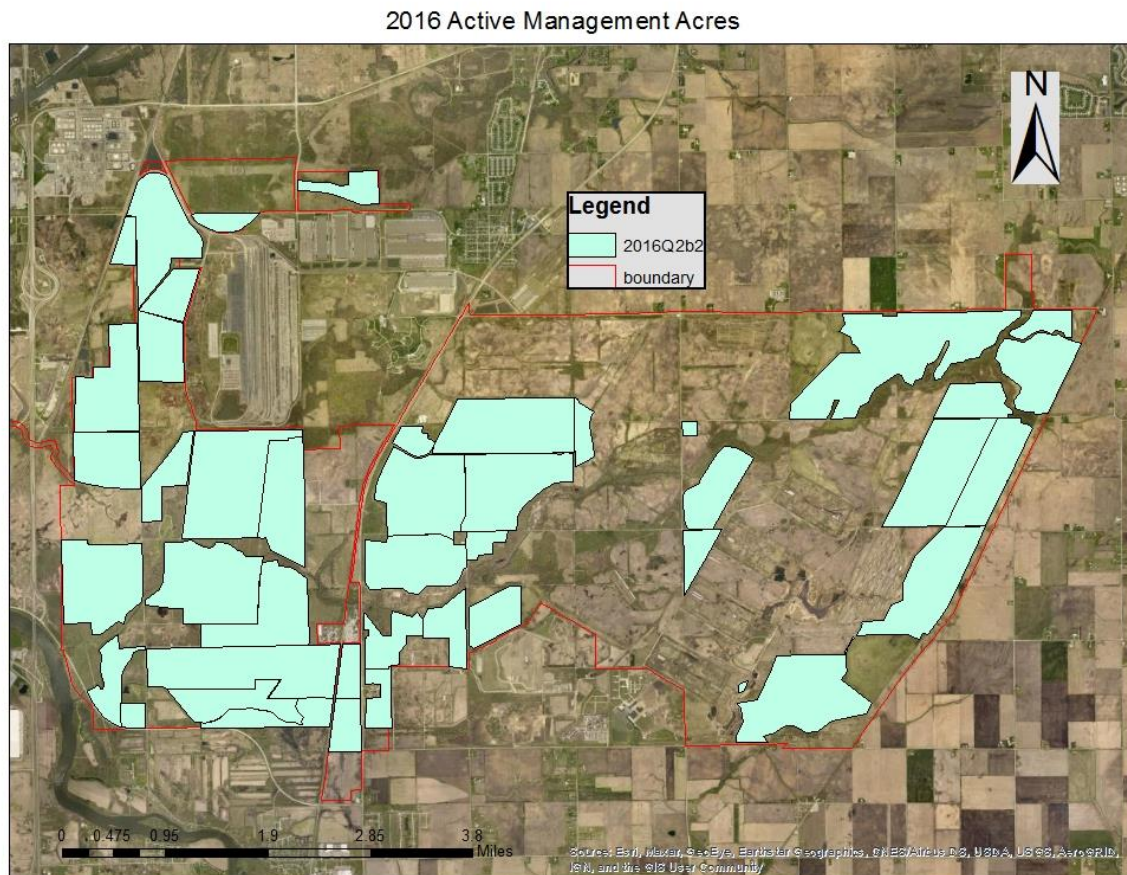 2016 Active Management Acres
N
Legend
2016Q2b2
boundary
0 0.475 0.95 1.9 2.85 3.8
Miles
Source: Esri, Maxar, GeoEye, Earthstar Geographics, CNES/Airbus DS, USDA, USGS, AeroGRID,
IGN, and the GIS User Community